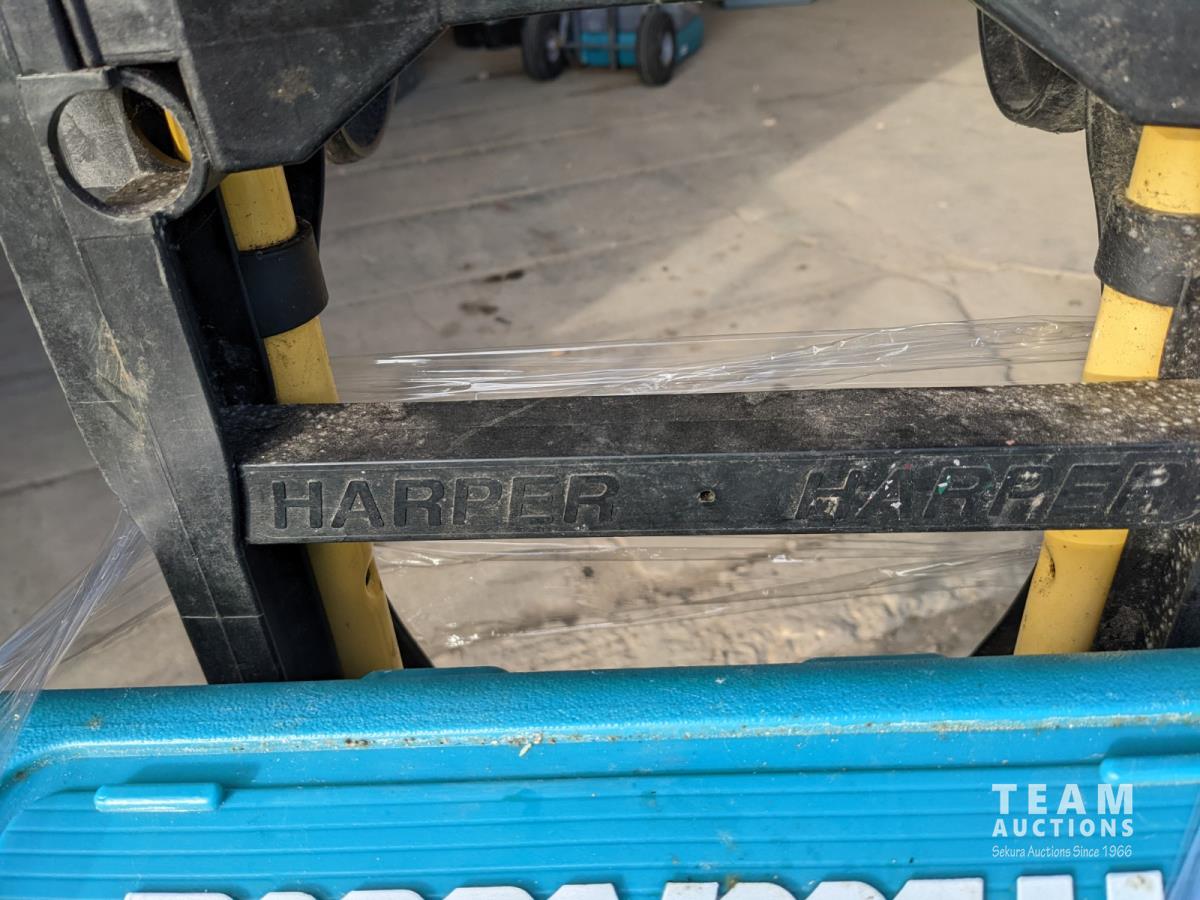 HARPER HARPER
TEAM
AUCTIONS
Sekura Auctions Since 1966